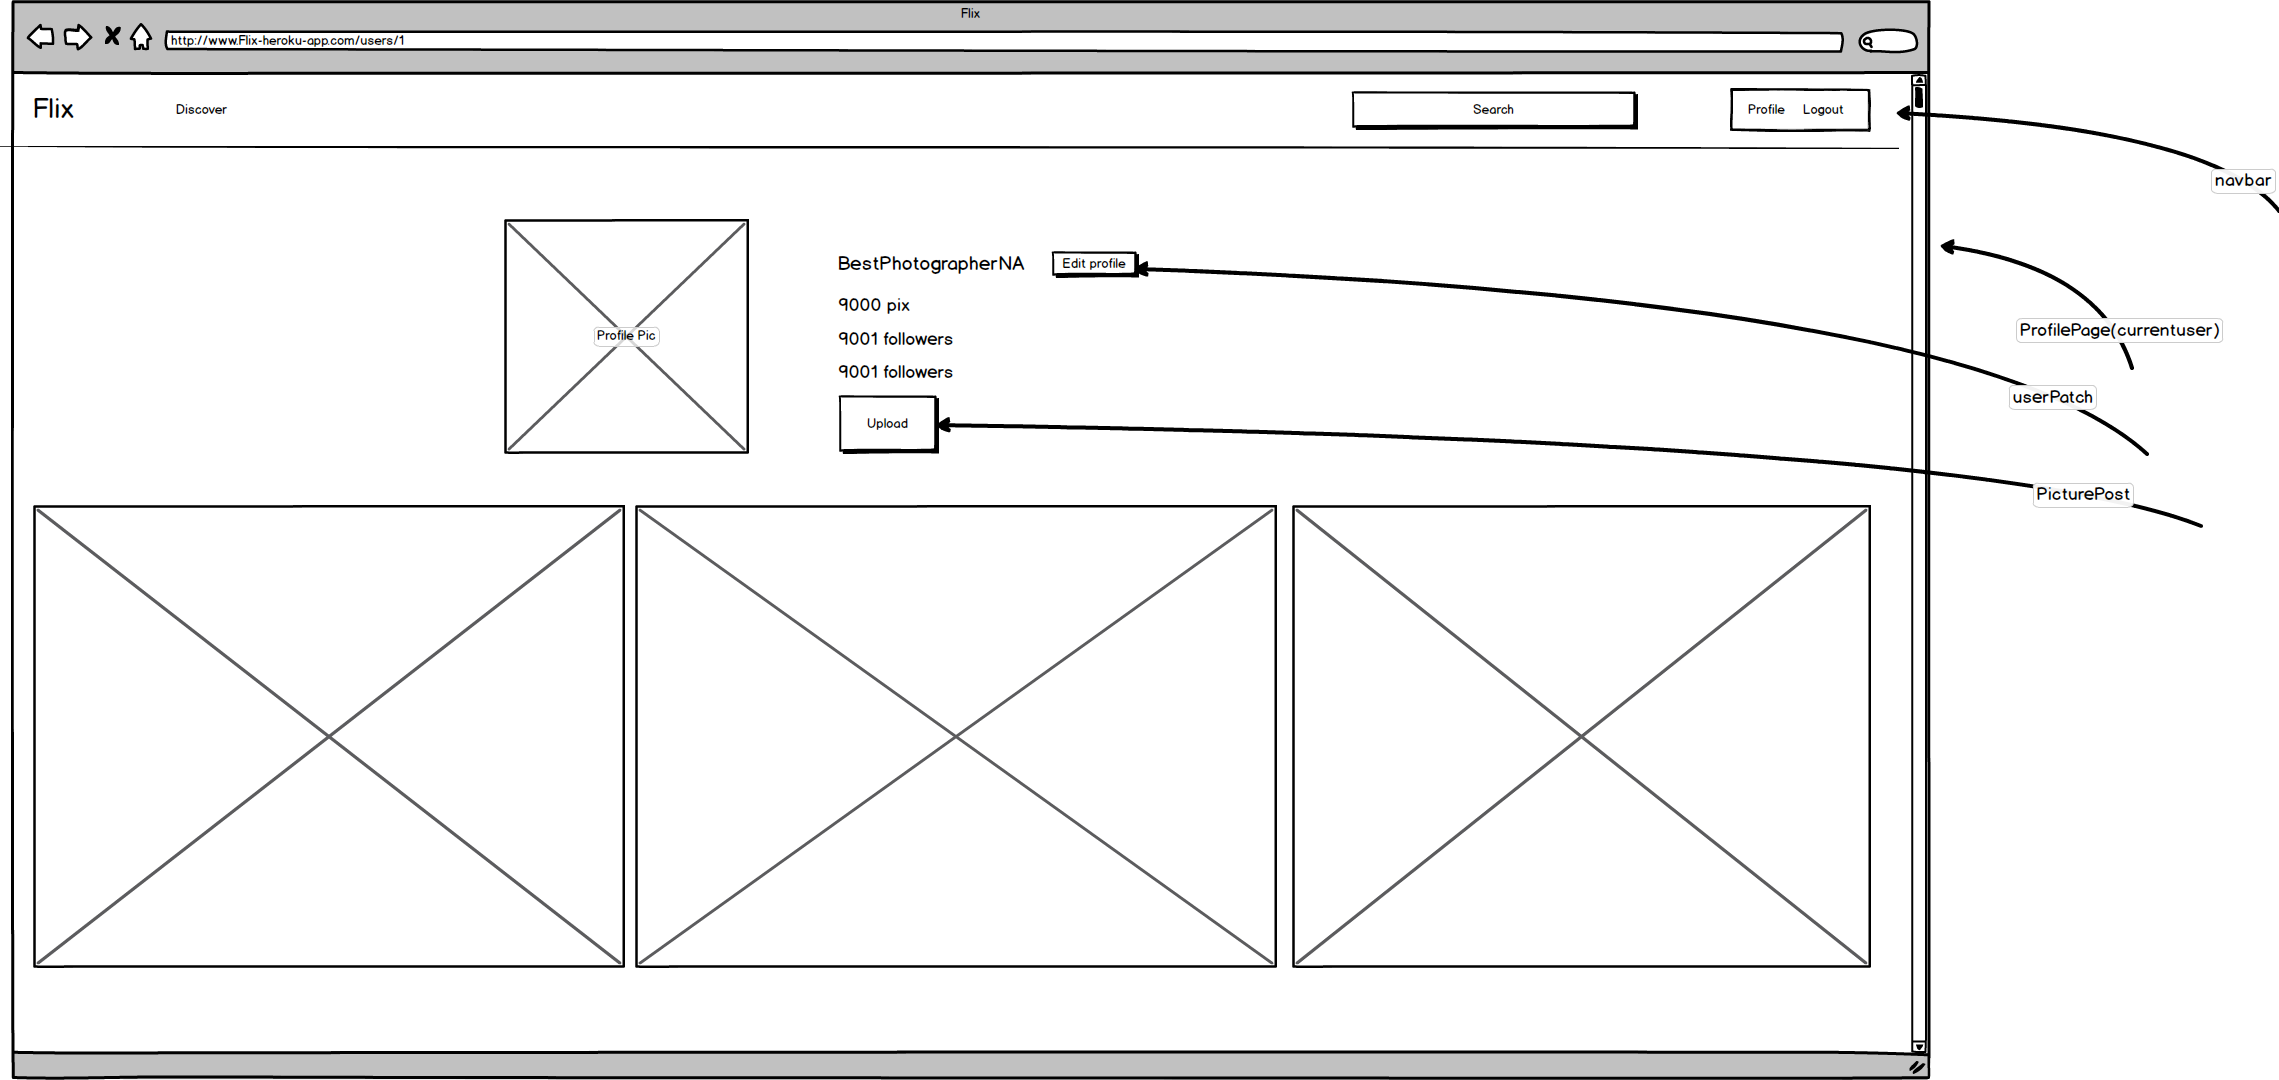 Flix
http://www.Flix-heroku-app.com/users/1
Flix
Discover
Search
Profile Logout
navbar
BestPhotographerNA
Edit profile
9000 pix
Profile Pic
9001 followers
ProfilePage(currentuser)
9001 followers
userPatch
Upload
PicturePost